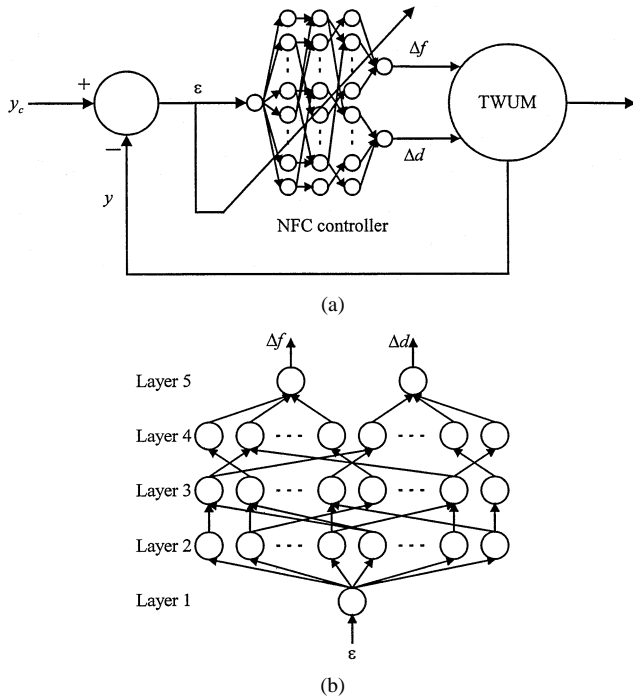 +
y_c
ε
Δf
TWUM
−
Δd
y
NFC controller
(a)
Δf Δd
Layer 5
Layer 4
Layer 3
Layer 2
Layer 1
ε
(b)